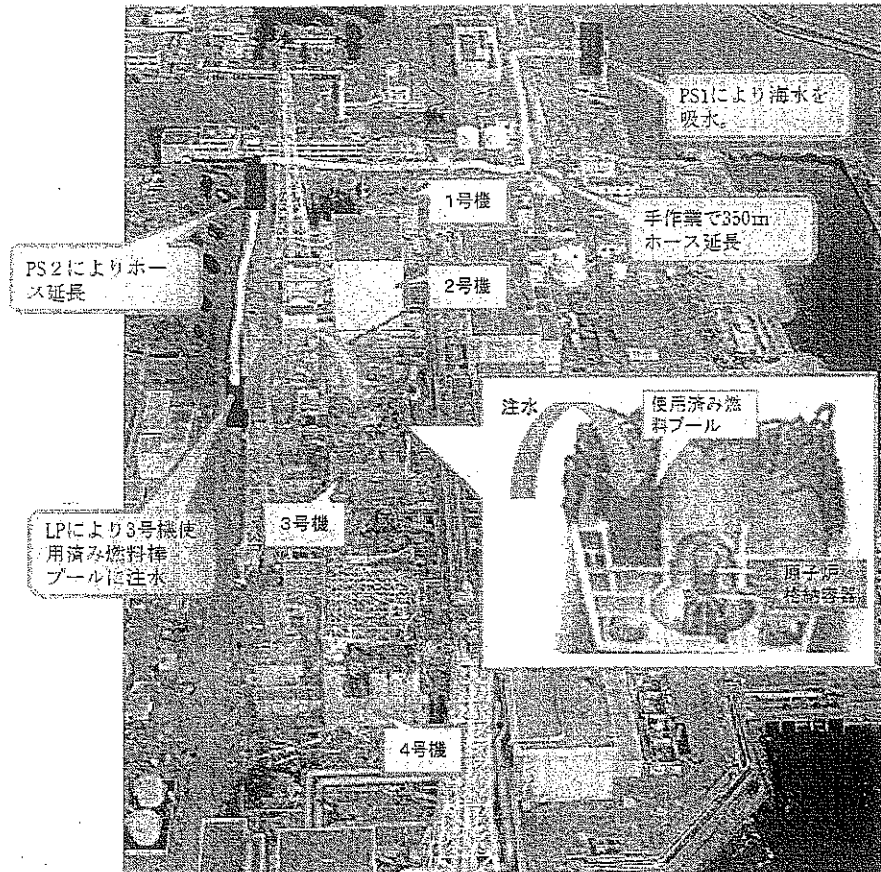 PS1により海水を
吸水。
1号機
手作業で350m
ホース延長
PS2によりホー
ス延長
2号機
注水
使用済み燃
料プール
3号機
LPにより3号機使
用済み燃料棒
プールに注水
原子炉
格納容器
4号機